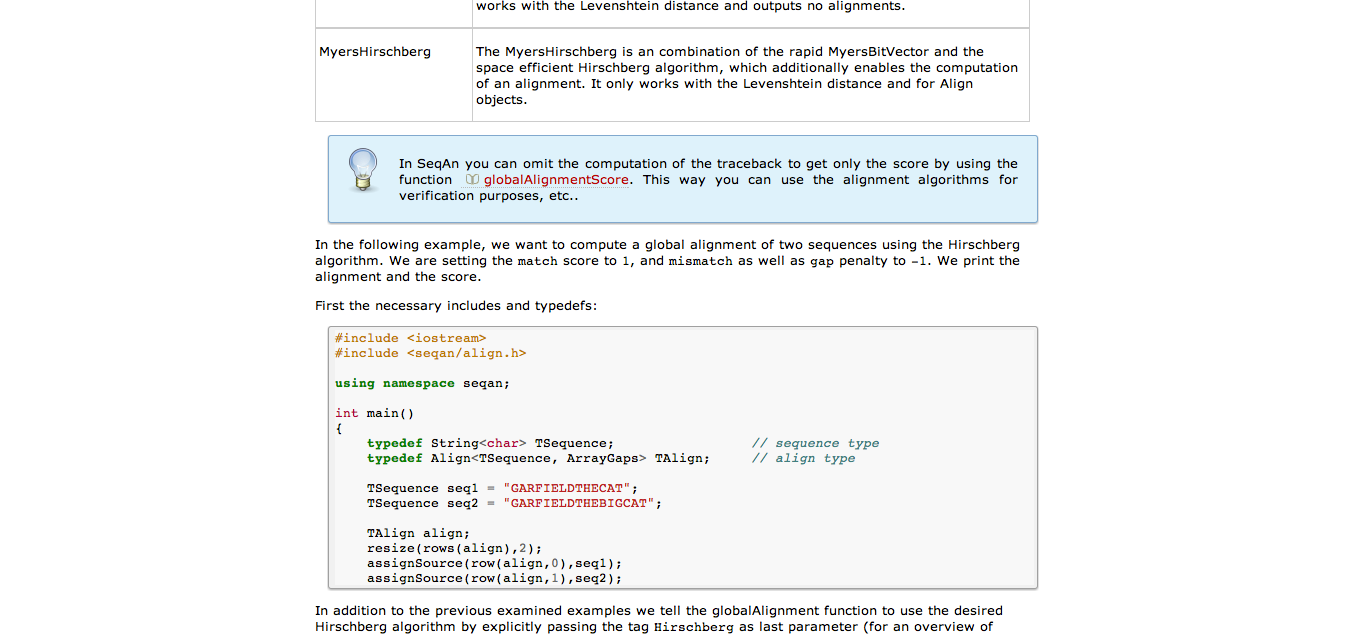 works with the Levenshtein distance and outputs no alignments.
MyersHirschberg
The MyersHirschberg is an combination of the rapid MyersBitVector and the
space efficient Hirschberg algorithm, which additionally enables the computation
of an alignment. It only works with the Levenshtein distance and for Align
objects.
In SeqAn you can omit the computation of the traceback to get only the score by using the
function globalAlignmentScore. This way you can use the alignment algorithms for
verification purposes, etc..
In the following example, we want to compute a global alignment of two sequences using the Hirschberg
algorithm. We are setting the match score to 1, and mismatch as well as gap penalty to -1. We print the
alignment and the score.
First the necessary includes and typedefs:
#include <iostream>
#include <seqan/align.h>
using namespace seqan;
int main()
{
typedef String<char> TSequence; // sequence type
typedef Align<TSequence, ArrayGaps> TAlign; // align type
TSequence seq1 = "GARFIELDTHECAT";
TSequence seq2 = "GARFIELDTHEBIGCAT";
TAlign align;
resize(rows(align),2);
assignSource(row(align,0),seq1);
assignSource(row(align,1),seq2);
In addition to the previous examined examples we tell the globalAlignment function to use the desired
Hirschberg algorithm by explicitly passing the tag Hirschberg as last parameter (for an overview of